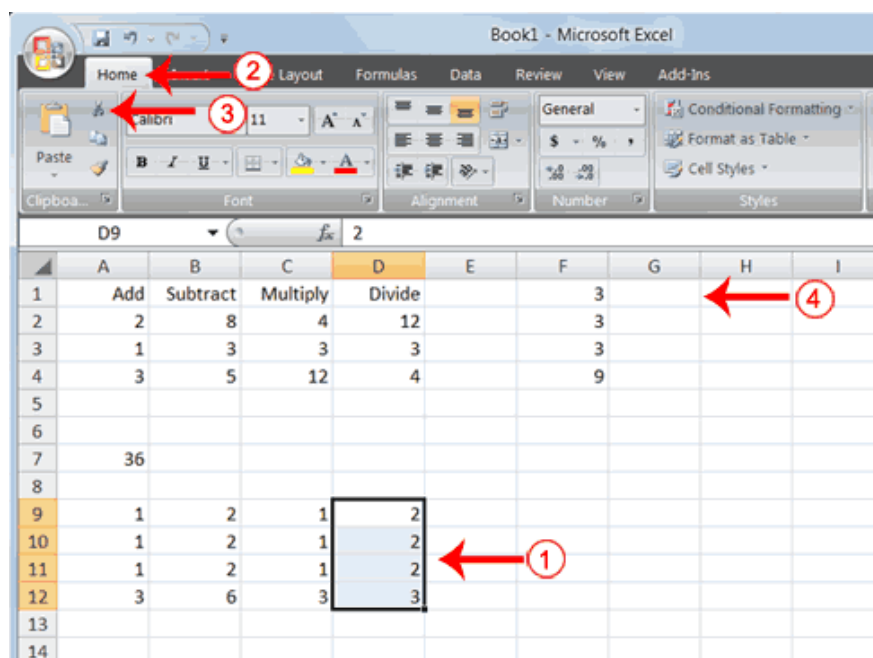 Book1 - Microsoft Excel
Home 2 Layout Formulas Data Review View Add-Ins
3 11 A A General Conditional Formatting
Paste B I U A $ % , Format as Table
Cell Styles
Clipboa... Font Alignment Number Styles
D9 fx 2
A B C D E F G H I
1 Add Subtract Multiply Divide 3 4
2 2 8 4 12 3
3 1 3 3 3 3
4 3 5 12 4 9
5
6
7 36
8
9 1 2 1 2
10 1 2 1 2
11 1 2 1 2 1
12 3 6 3 3
13
14